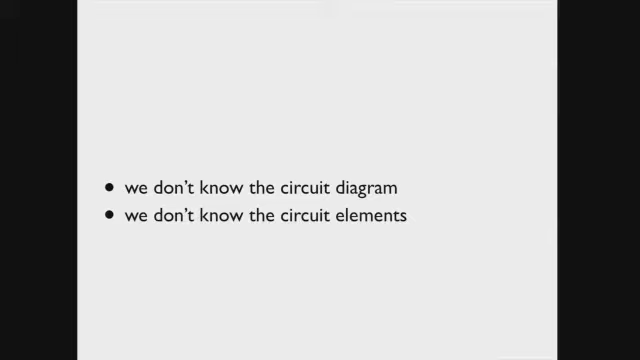 • we don't know the circuit diagram
• we don't know the circuit elements